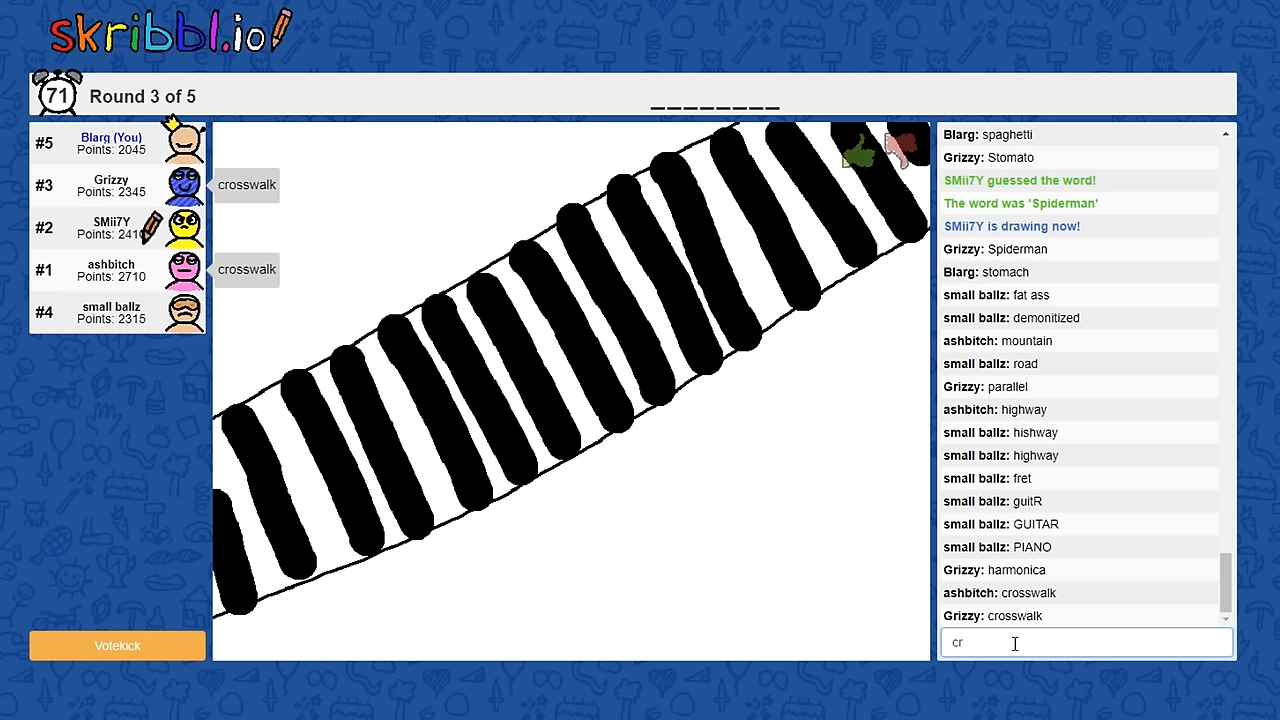 skribbl.io
71
Round 3 of 5
________
#5
Blarg (You)
Points: 2045
#3
Grizzy
Points: 2345
crosswalk
#2
SMii7Y
Points: 2410
#1
ashbitch
Points: 2710
crosswalk
#4
small ballz
Points: 2315
Votekick
Blarg: spaghetti
Grizzy: Stomato
SMii7Y guessed the word!
The word was 'Spiderman'
SMii7Y is drawing now!
Grizzy: Spiderman
Blarg: stomach
small ballz: fat ass
small ballz: demonitized
ashbitch: mountain
small ballz: road
Grizzy: parallel
ashbitch: highway
small ballz: hishway
small ballz: highway
small ballz: fret
small ballz: guitR
small ballz: GUITAR
small ballz: PIANO
Grizzy: harmonica
ashbitch: crosswalk
Grizzy: crosswalk
cr